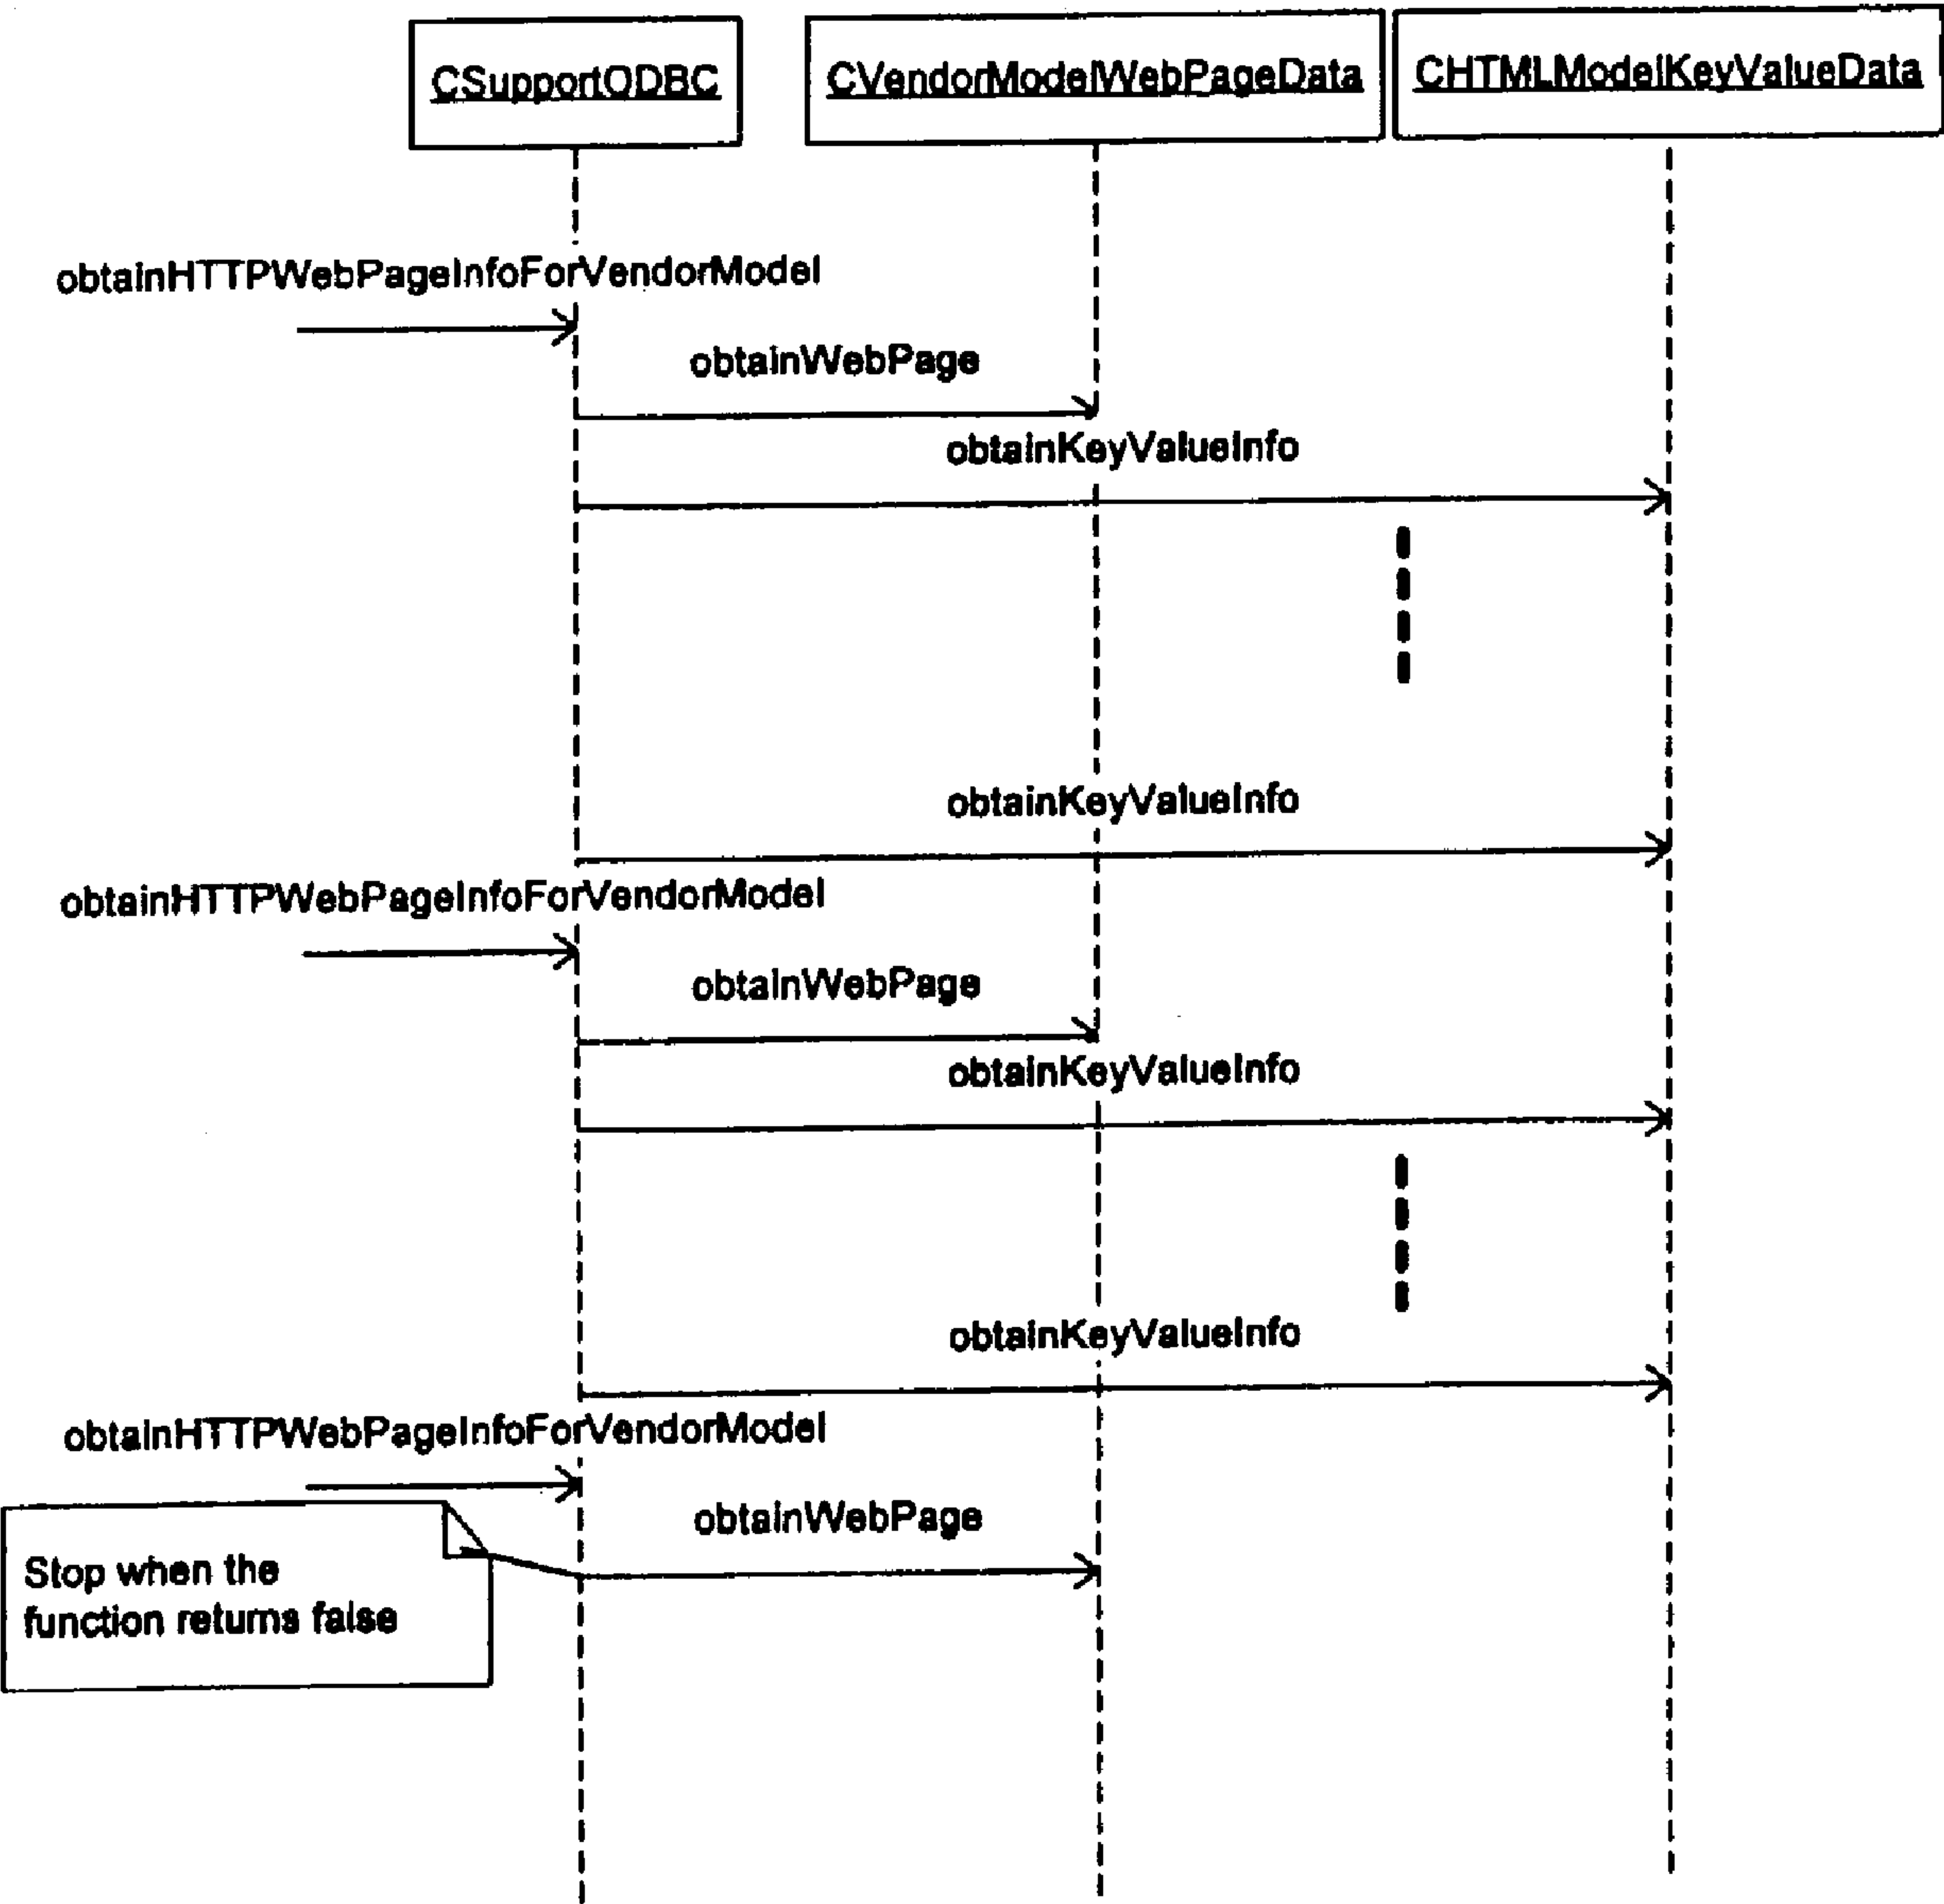 CSupportODBC
CVendorModelWebPageData
CHTMLModelKeyValueData
obtainHTTPWebPageInfoForVendorModel
obtainWebPage
obtainKeyValueInfo
obtainKeyValueInfo
obtainHTTPWebPageInfoForVendorModel
obtainWebPage
obtainKeyValueInfo
obtainKeyValueInfo
obtainHTTPWebPageInfoForVendorModel
obtainWebPage
Stop when the
function returns false